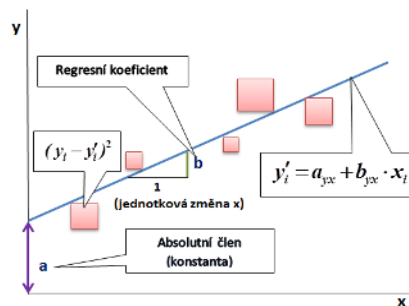 y
Regresní koeficient
(y_i − y'_i)²
b
1
(jednotková změna x)
y'_i = a_yx + b_yx · x_i
Absolutní člen
(konstanta)
a
x